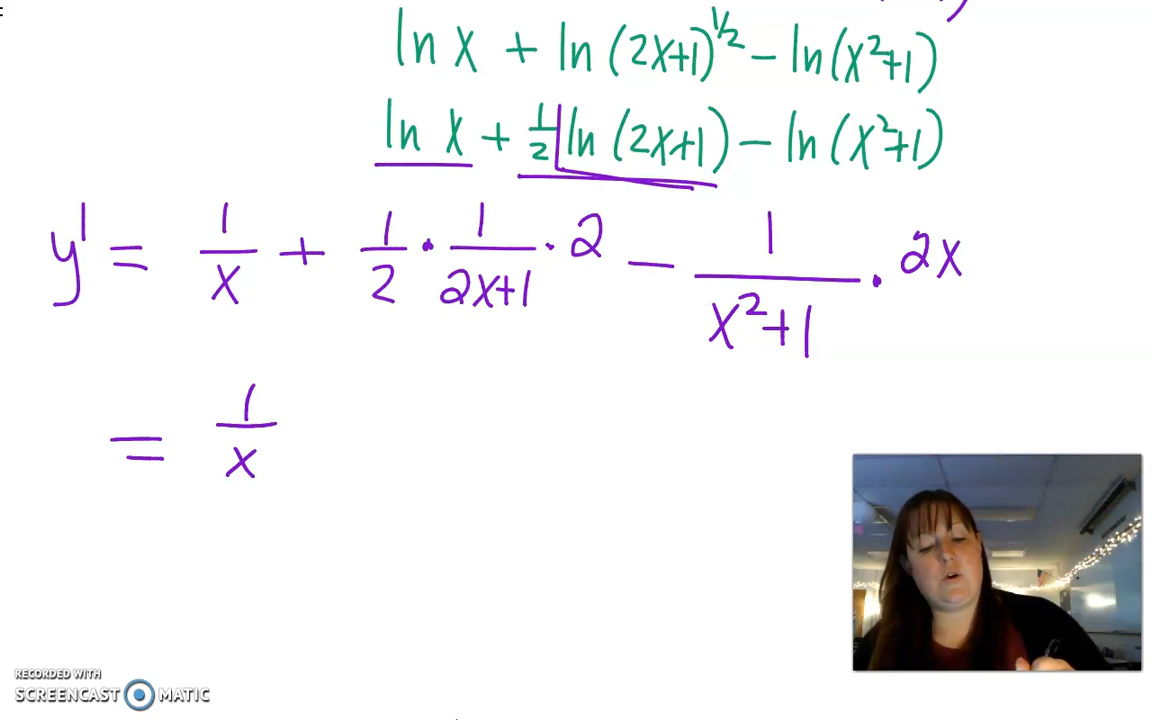 ln x + ln (2x+1)^1/2 − ln(x²+1)
ln x + 1/2 ln (2x+1) − ln (x²+1)
y' = 1/x + 1/2 · 1/2x+1 · 2 − 1/x²+1 · 2x
= 1/x
RECORDED WITH
SCREENCAST MATIC